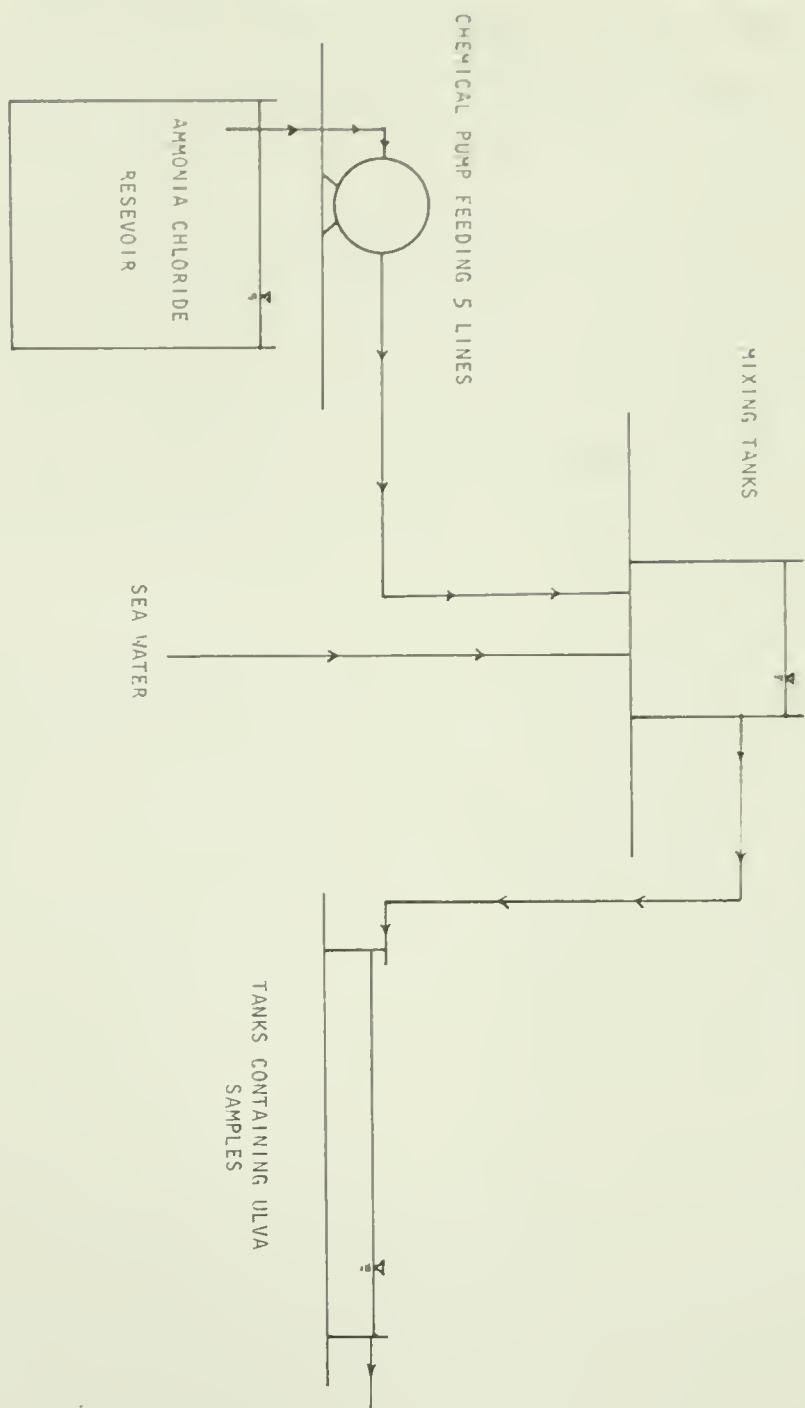 MIXING TANKS
CHEMICAL PUMP FEEDING 5 LINES
AMMONIA CHLORIDE
RESEVOIR
SEA WATER
TANKS CONTAINING ULVA
SAMPLES